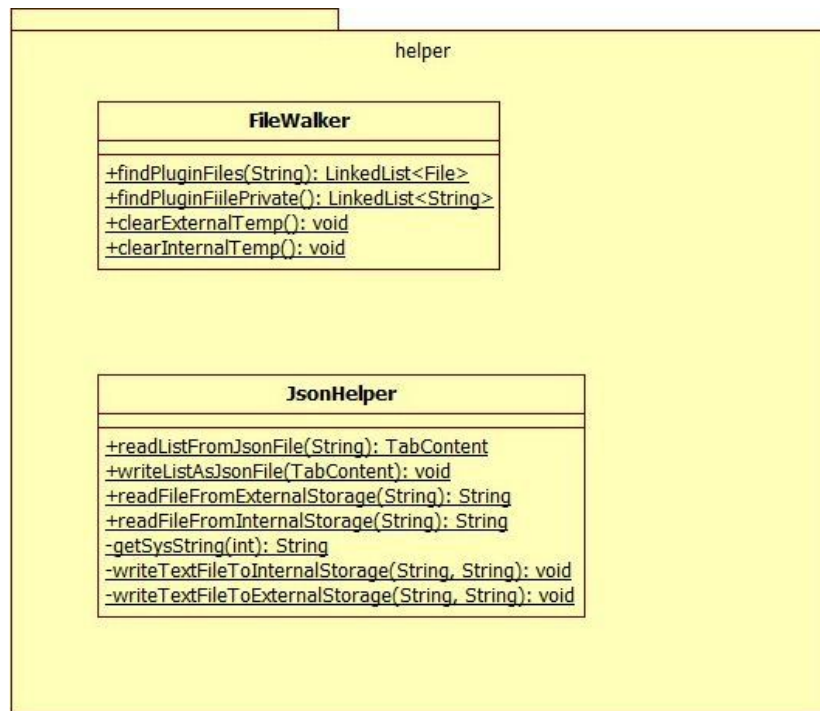 helper
FileWalker
+findPluginFiles(String): LinkedList<File>
+findPluginFiilePrivate(): LinkedList<String>
+clearExternalTemp(): void
+clearInternalTemp(): void
JsonHelper
+readListFromJsonFile(String): TabContent
+writeListAsJsonFile(TabContent): void
+readFileFromExternalStorage(String): String
+readFileFromInternalStorage(String): String
-getSysString(int): String
-writeTextFileToInternalStorage(String, String): void
-writeTextFileToExternalStorage(String, String): void